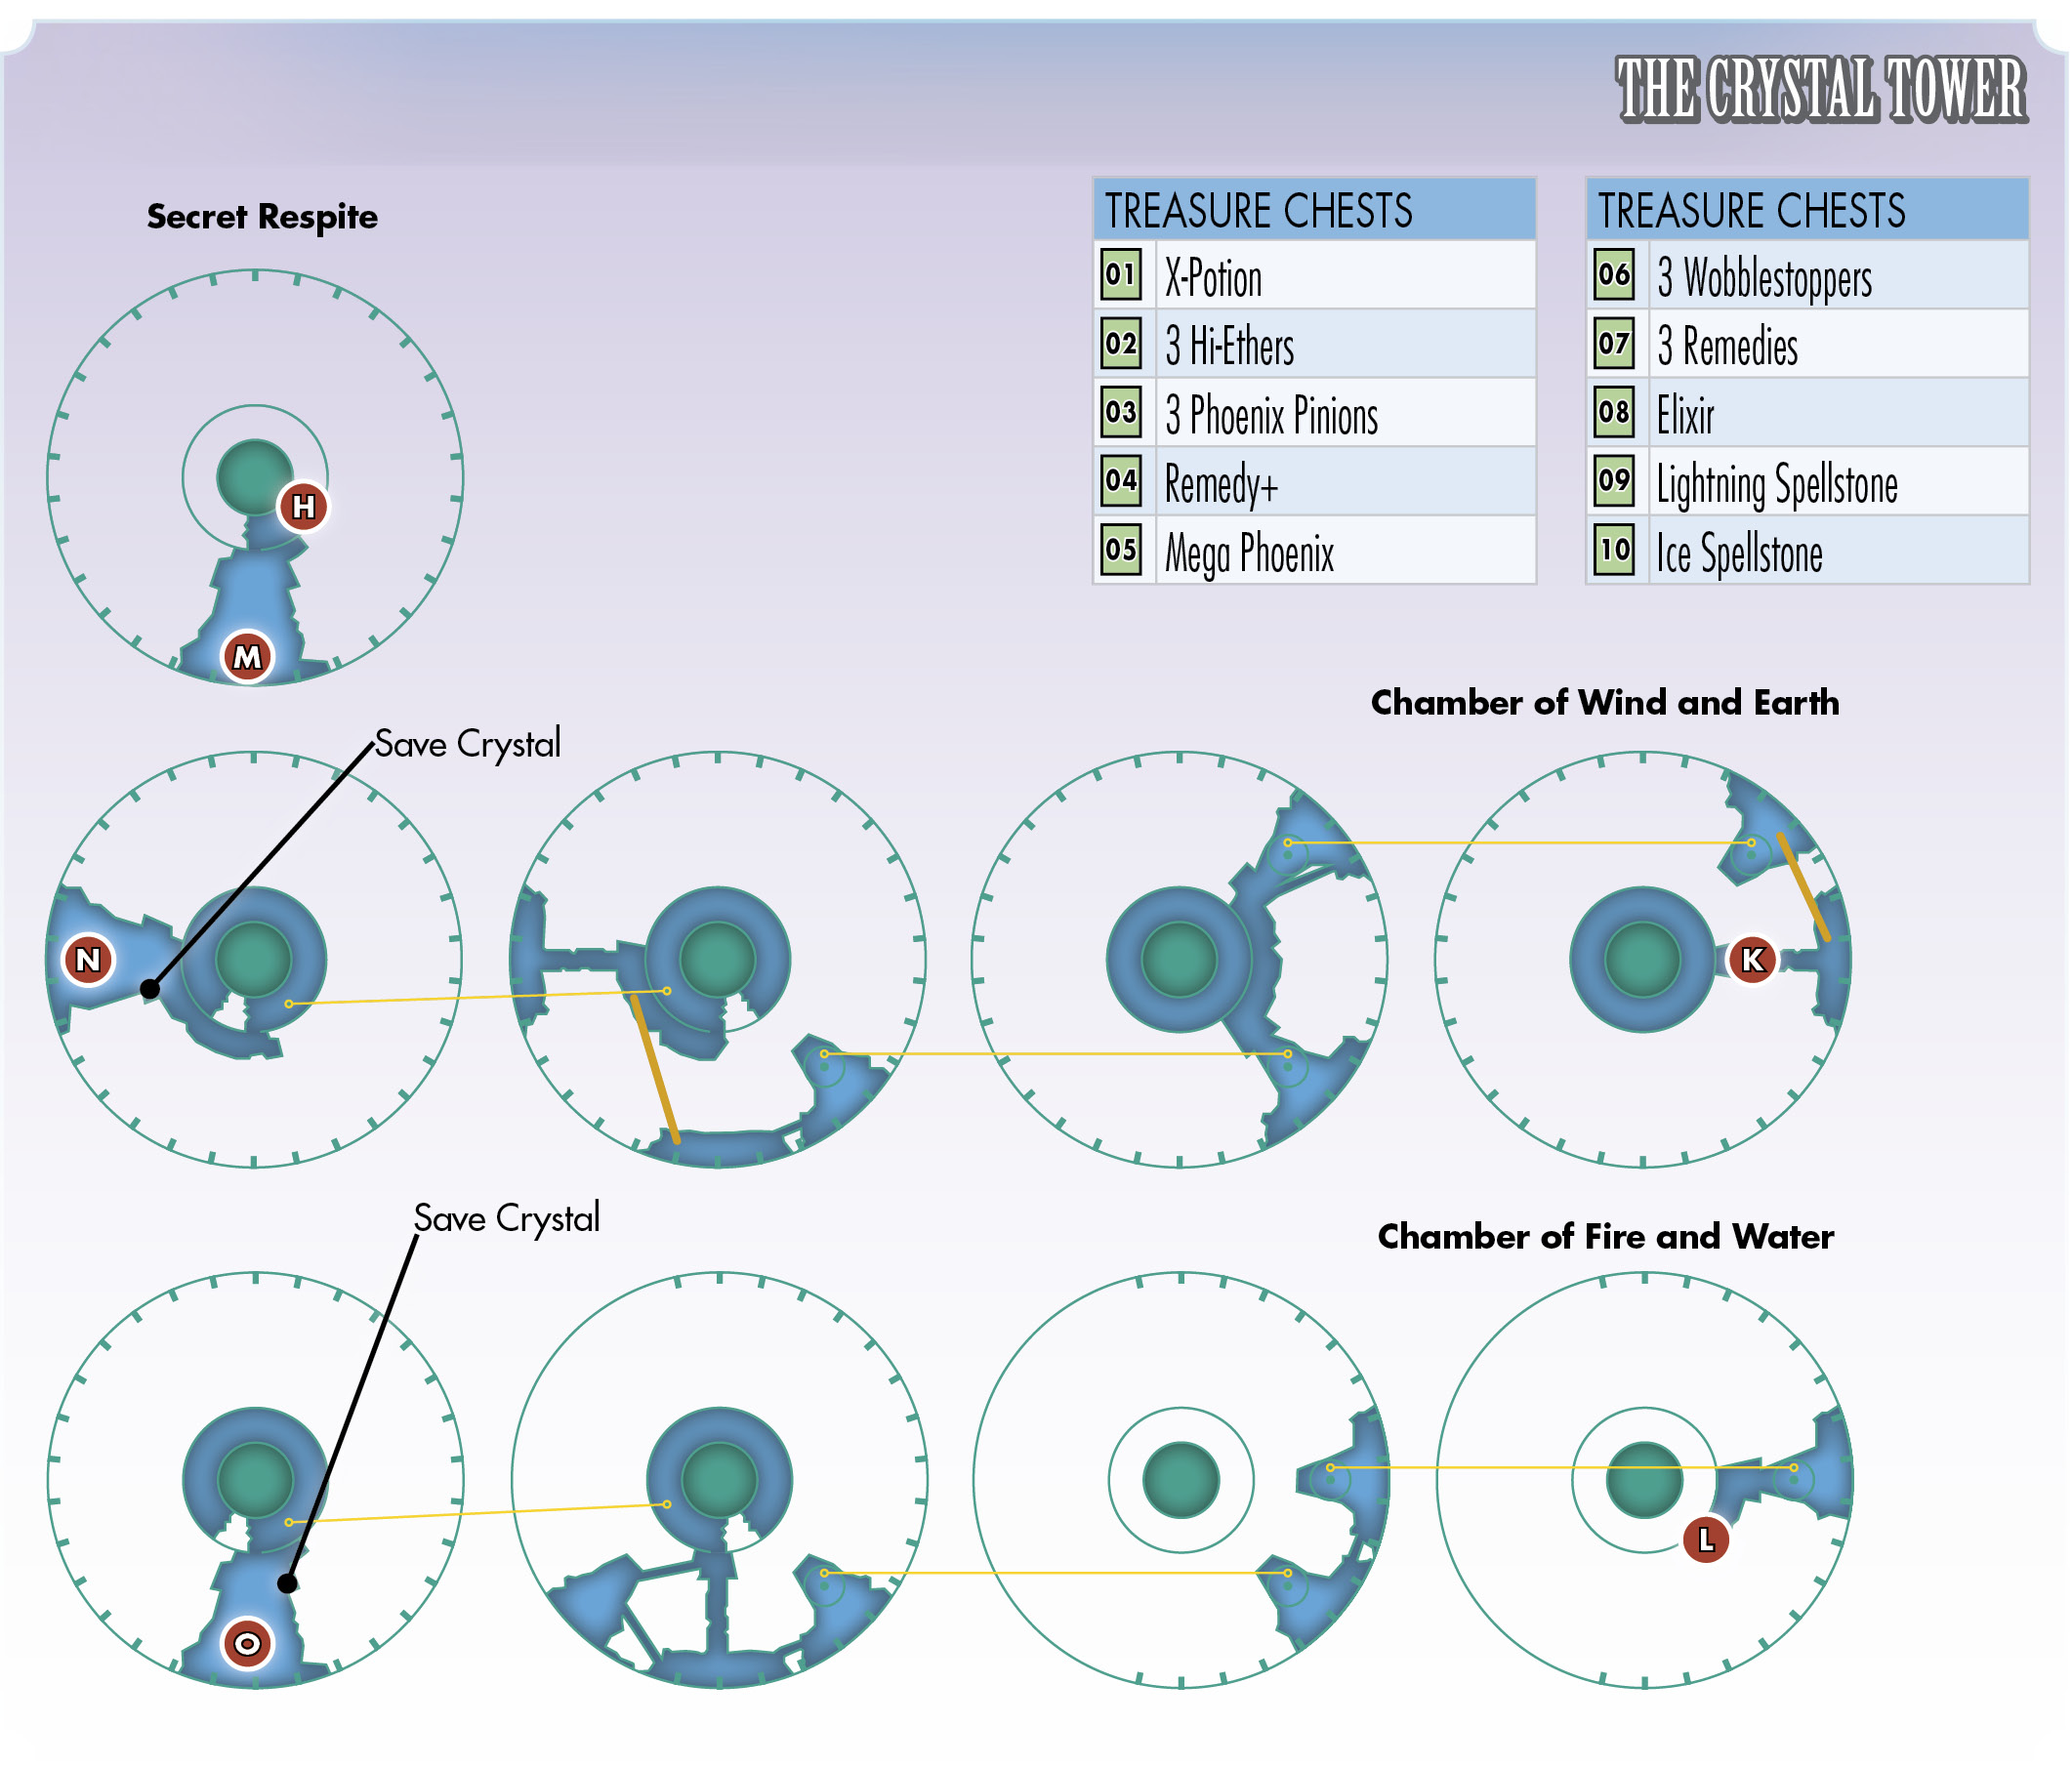 THE CRYSTAL TOWER
Secret Respite
H
M
TREASURE CHESTS
01 X-Potion
02 3 Hi-Ethers
03 3 Phoenix Pinions
04 Remedy+
05 Mega Phoenix
TREASURE CHESTS
06 3 Wobblestoppers
07 3 Remedies
08 Elixir
09 Lightning Spellstone
10 Ice Spellstone
Chamber of Wind and Earth
Save Crystal
N
K
Save Crystal
Chamber of Fire and Water
L
O